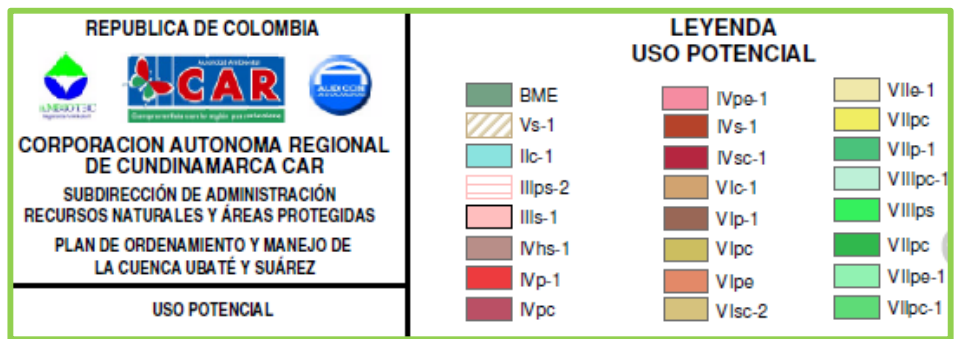 REPUBLICA DE COLOMBIA
CAR
CORPORACION AUTONOMA REGIONAL
DE CUNDINAMARCA CAR
SUBDIRECCIÓN DE ADMINISTRACIÓN
RECURSOS NATURALES Y ÁREAS PROTEGIDAS
PLAN DE ORDENAMIENTO Y MANEJO DE
LA CUENCA UBATÉ Y SUÁREZ
USO POTENCIAL
LEYENDA
USO POTENCIAL
BME
Vs-1
IIc-1
IIIps-2
IIIs-1
IVhs-1
IVp-1
IVpc
IVpe-1
IVs-1
IVsc-1
VIc-1
VIp-1
VIpc
VIpe
VIsc-2
VIIe-1
VIIpc
VIIp-1
VIIIpc-1
VIIIps
VIIpc
VIIpe-1
VIIpc-1